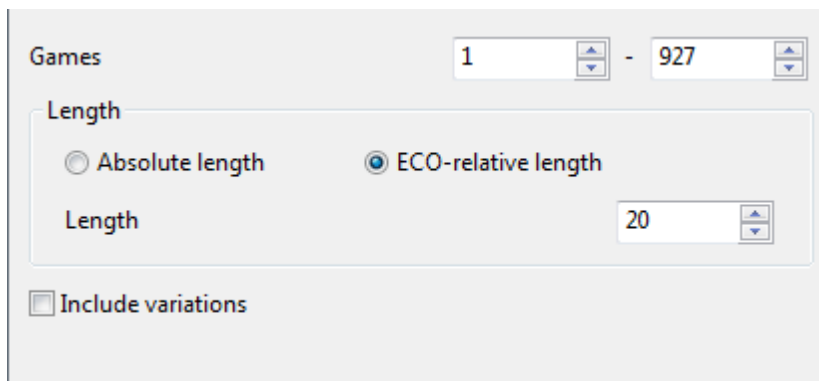 Games 1 - 927
Length
Absolute length ECO-relative length
Length 20
Include variations